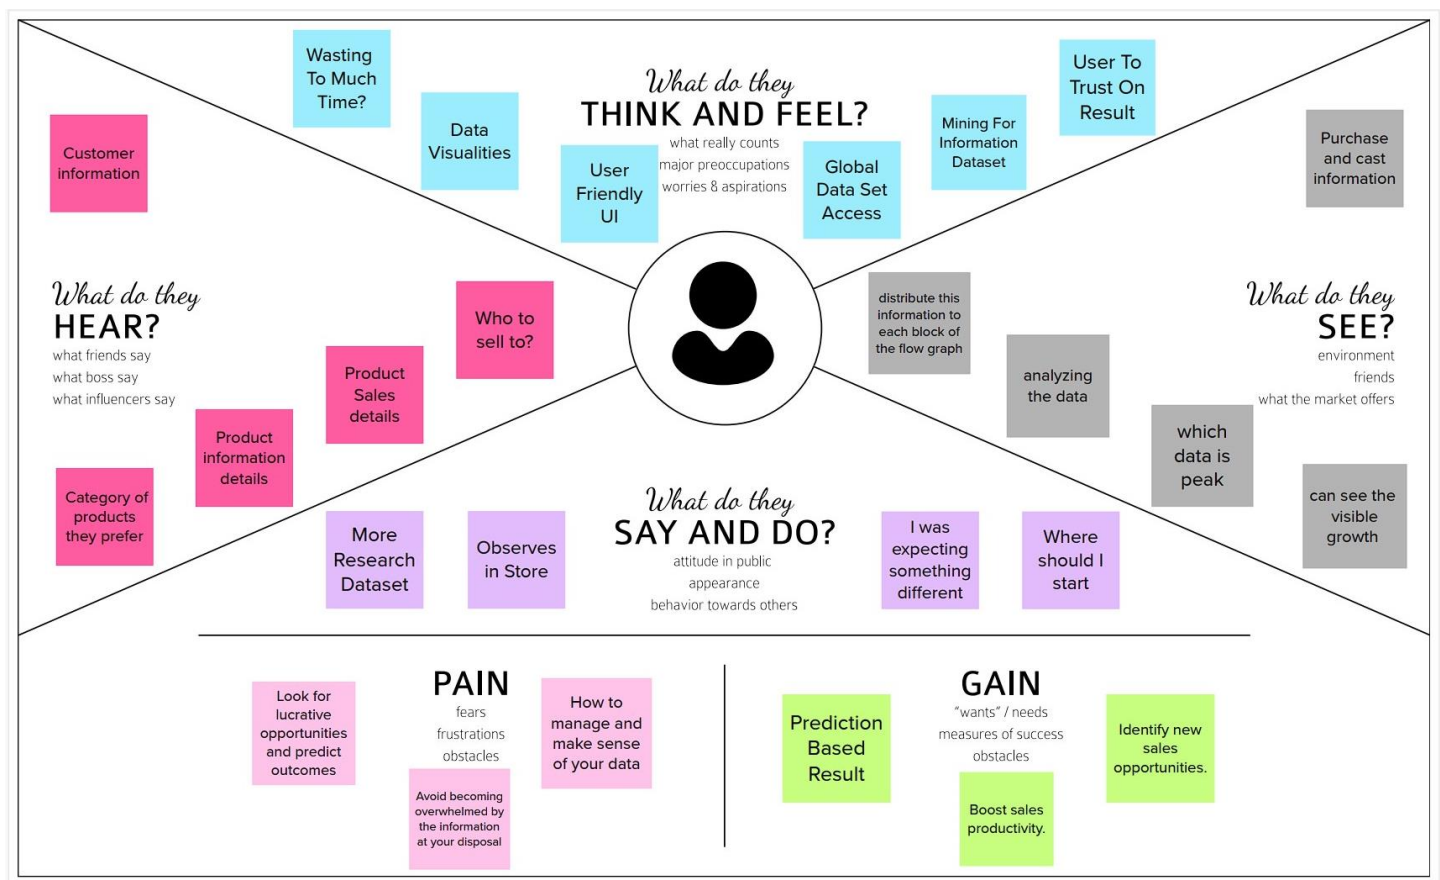 Wasting
To Much
Time?
Data
Visualities
User
Friendly
UI
What do they
THINK AND FEEL?
what really counts
major preoccupations
worries & aspirations
Global
Data Set
Access
Mining For
Information
Dataset
User To
Trust On
Result
Customer
information
What do they
HEAR?
what friends say
what boss say
what influencers say
Who to
sell to?
Product
Sales
details
Product
information
details
Category of
products
they prefer
Purchase
and cast
information
What do they
SEE?
environment
friends
what the market offers
distribute this
information to
each block of
the flow graph
analyzing
the data
which
data is
peak
can see the
visible
growth
What do they
SAY AND DO?
attitude in public
appearance
behavior towards others
More
Research
Dataset
Observes
in Store
I was
expecting
something
different
Where
should I
start
PAIN
fears
frustrations
obstacles
Look for
lucrative
opportunities
and predict
outcomes
Avoid becoming
overwhelmed by
the information
at your disposal
How to
manage and
make sense
of your data
GAIN
“wants” / needs
measures of success
obstacles
Prediction
Based
Result
Boost sales
productivity.
Identify new
sales
opportunities.